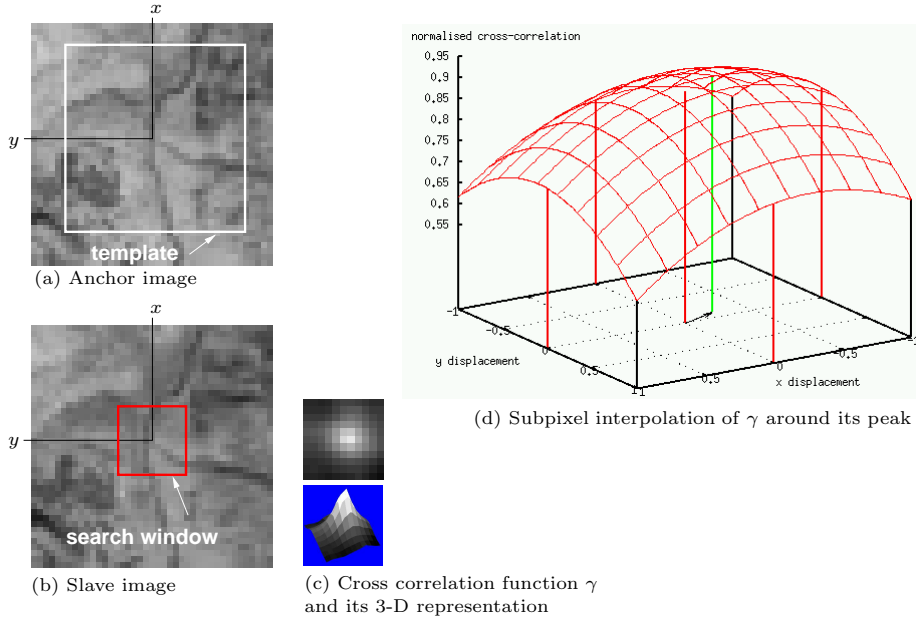 x
y
template
(a) Anchor image
x
y
search window
(b) Slave image
(c) Cross correlation function γ
and its 3-D representation
normalised cross-correlation
0.95
0.9
0.85
0.8
0.75
0.7
0.65
0.6
0.55
-1
-0.5
0
0.5
1
y displacement
1
0.5
0
-0.5
-1
x displacement
(d) Subpixel interpolation of γ around its peak